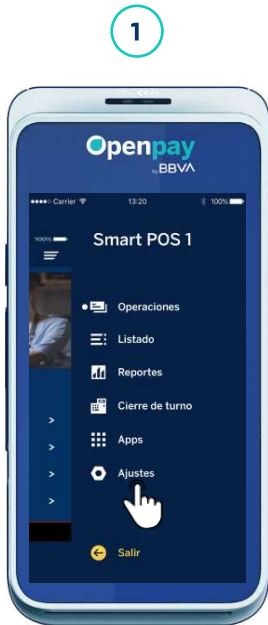 1
Openpay
by BBVA
Carrier 13:20 100%
100%
Smart POS 1
Operaciones
Listado
Reportes
Cierre de turno
Apps
Ajustes
Salir